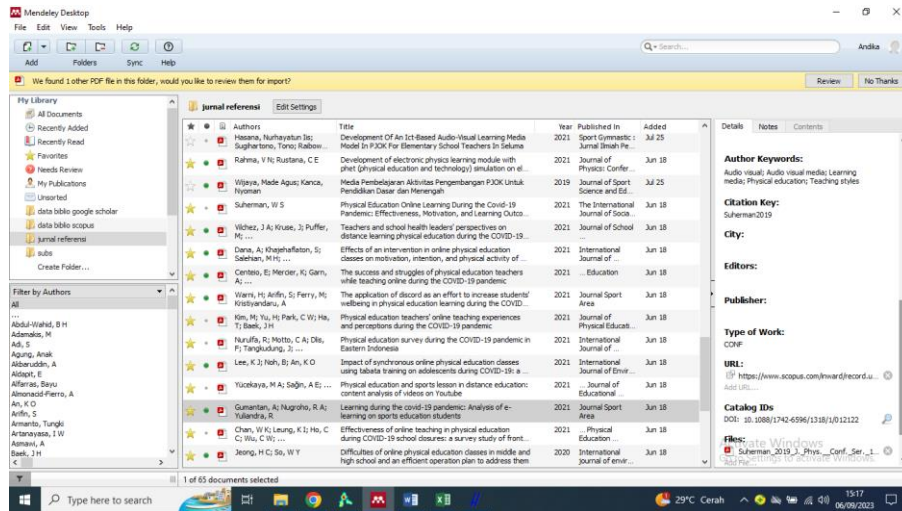 Mendeley Desktop
File Edit View Tools Help
Search...
Andika
Add Folders Sync Help
We found 1 other PDF file in this folder, would you like to review them for import?
Review
No Thanks
My Library
All Documents
Recently Added
Recently Read
Favorites
Needs Review
My Publications
Unsorted
data biblio google scholar
data biblio scopus
jurnal referensi
subs
Create Folder...
Filter by Authors
All
...
Abdul-Wahid, B H
Adamakis, M
Adi, S
Agung, Anak
Akbaruddin, A
Aldapit, E
Alfarras, Bayu
Almonacid-Fierro, A
An, K O
Arifin, S
Armanto, Tungki
Artanayasa, I W
Asmawi, A
Baek, J H
jurnal referensi
Edit Settings
Authors Title Year Published In Added
Hasana, Nurhayatun Iis; Development Of An Ict-Based Audio-Visual Learning Media 2021 Sport Gymnastic : Jul 25
Sugihartono, Tono; Raibow... Model In PJOK For Elementary School Teachers In Seluma Jurnal Ilmiah Pe...
Rahma, V N; Rustana, C E Development of electronic physics learning module with 2021 Journal of Jun 18
phet (physical education and technology) simulation on el... Physics: Confer...
Wijaya, Made Agus; Kanca, Media Pembelajaran Aktivitas Pengembangan PJOK Untuk 2019 Journal of Sport Jul 25
Nyoman Pendidikan Dasar dan Menengah Science and Ed...
Suherman, W S Physical Education Online Learning During the Covid-19 2021 The International Jun 18
Pandemic: Effectiveness, Motivation, and Learning Outco... Journal of Socia...
Vilchez, J A; Kruse, J; Puffer, Teachers and school health leaders' perspectives on 2021 Journal of School Jun 18
M; ... distance learning physical education during the COVID-19... ...
Dana, A; Khajehaflaton, S; Effects of an intervention in online physical education 2021 International Jun 18
Salehian, M H; ... classes on motivation, intention, and physical activity of ... Journal of ...
Centeio, E; Mercier, K; Garn, The success and struggles of physical education teachers 2021 ... Education Jun 18
A; ... while teaching online during the COVID-19 pandemic
Warni, H; Arifin, S; Ferry, M; The application of discord as an effort to increase students' 2021 Journal Sport Jun 18
Kristiyandaru, A wellbeing in physical education learning during the COVID... Area
Kim, M; Yu, H; Park, C W; Ha, Physical education teachers' online teaching experiences 2021 Journal of Jun 18
T; Baek, J H and perceptions during the COVID-19 pandemic Physical Educati...
Nurulfa, R; Motto, C A; Dlis, Physical education survey during the COVID-19 pandemic in 2021 International Jun 18
F; Tangkudung, J; ... Eastern Indonesia Journal of ...
Lee, K J; Noh, B; An, K O Impact of synchronous online physical education classes 2021 International Jun 18
using tabata training on adolescents during COVID-19: a ... Journal of Envir...
Yücekaya, M A; Sağın, A E; ... Physical education and sports lesson in distance education: 2021 ... Journal of Jun 18
content analysis of videos on Youtube Educational ...
Gumantan, A; Nugroho, R A; Learning during the covid-19 pandemic: Analysis of e- 2021 Journal Sport Jun 18
Yuliandra, R learning on sports education students Area
Chan, W K; Leung, K I; Ho, C Effectiveness of online teaching in physical education 2021 ... Physical Jun 18
C; Wu, C W; ... during COVID-19 school closures: a survey study of front... Education ...
Jeong, H C; So, W Y Difficulties of online physical education classes in middle and 2020 International Jun 18
high school and an efficient operation plan to address them journal of envir...
Details Notes Contents
Author Keywords:
Audio visual; Audio visual media; Learning
media; Physical education; Teaching styles
Citation Key:
Suherman2019
City:
Editors:
Publisher:
Type of Work:
CONF
URL:
https://www.scopus.com/inward/record.u...
Add URL...
Catalog IDs
DOI: 10.1088/1742-6596/1318/1/012122
Files:
Suherman_2019_J._Phys.__Conf._Ser._1...
Add File...
Activate Windows
Go to Settings to activate Windows.
1 of 65 documents selected
Type here to search
29°C Cerah
15:17
06/09/2023